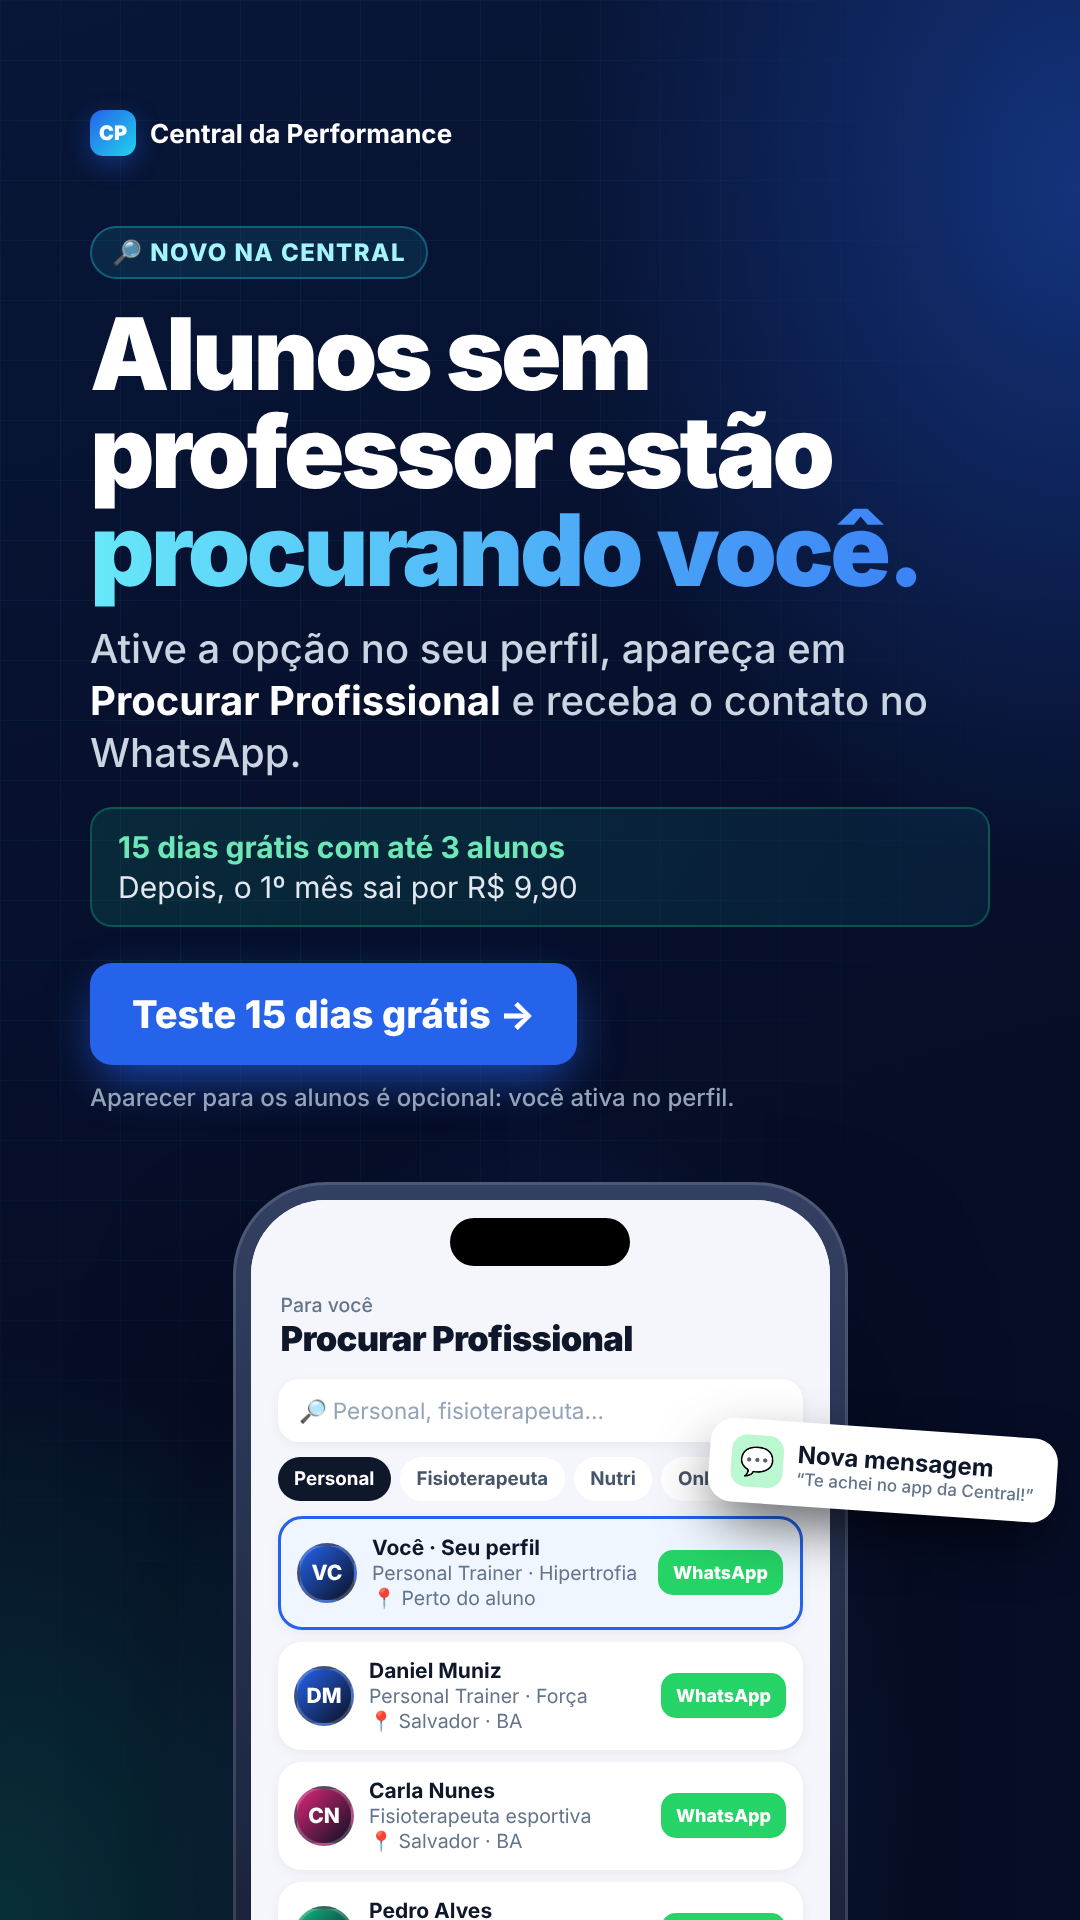 CP Central da Performance
🔎 NOVO NA CENTRAL
Alunos sem
professor estão
procurando você.
Ative a opção no seu perfil, apareça em
Procurar Profissional e receba o contato no
WhatsApp.
15 dias grátis com até 3 alunos
Depois, o 1º mês sai por R$ 9,90
Teste 15 dias grátis →
Aparecer para os alunos é opcional: você ativa no perfil.
Para você
Procurar Profissional
🔎 Personal, fisioterapeuta...
Nova mensagem
“Te achei no app da Central!”
Personal Fisioterapeuta Nutri
VC
Você · Seu perfil
Personal Trainer · Hipertrofia
📍 Perto do aluno
WhatsApp
DM
Daniel Muniz
Personal Trainer · Força
📍 Salvador · BA
WhatsApp
CN
Carla Nunes
Fisioterapeuta esportiva
📍 Salvador · BA
WhatsApp
Pedro Alves